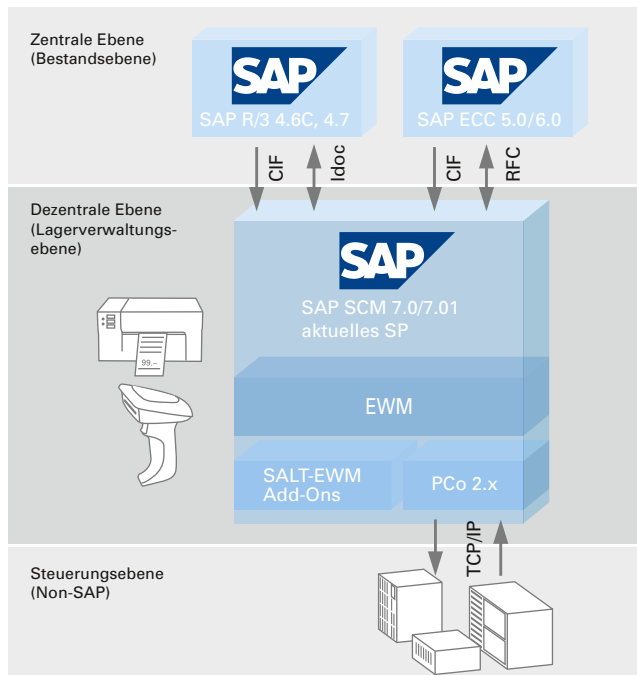 Zentrale Ebene
(Bestandsebene)
SAP
SAP R/3 4.6C, 4.7
SAP
SAP ECC 5.0/6.0
CIF
Idoc
CIF
RFC
Dezentrale Ebene
(Lagerverwaltungs-
ebene)
SAP
SAP SCM 7.0/7.01
aktuelles SP
99.–
EWM
SALT-EWM
Add-Ons
PCo 2.x
TCP/IP
Steuerungsebene
(Non-SAP)